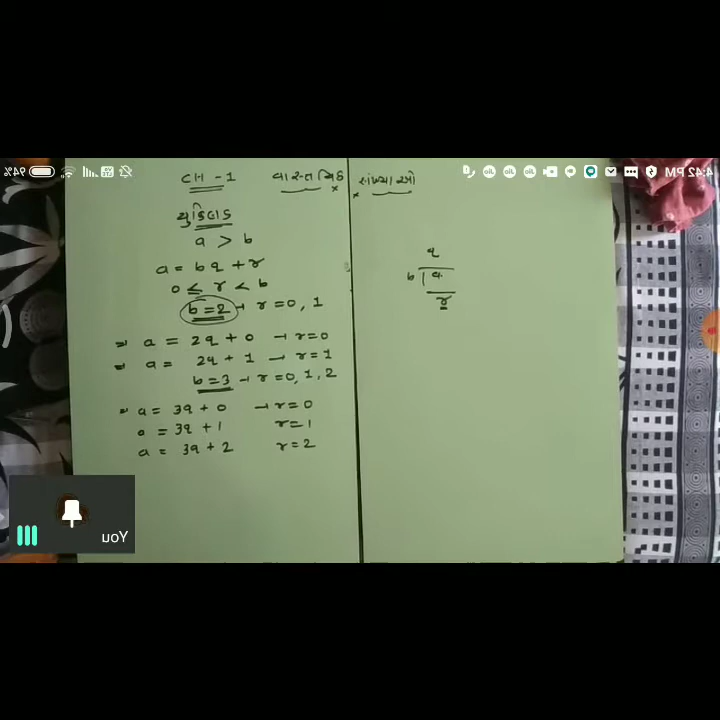 94%
4:42 PM
CH - 1 વાસ્તવિક સંખ્યાઓ
યુક્લિડ
a > b
a = bq + r
0 ≤ r < b
b = 2 → r = 0, 1
⇒ a = 2q + 0 → r = 0
⇒ a = 2q + 1 → r = 1
b = 3 → r = 0, 1, 2
⇒ a = 3q + 0 → r = 0
a = 3q + 1 r = 1
a = 3q + 2 r = 2
q
b a
r
You